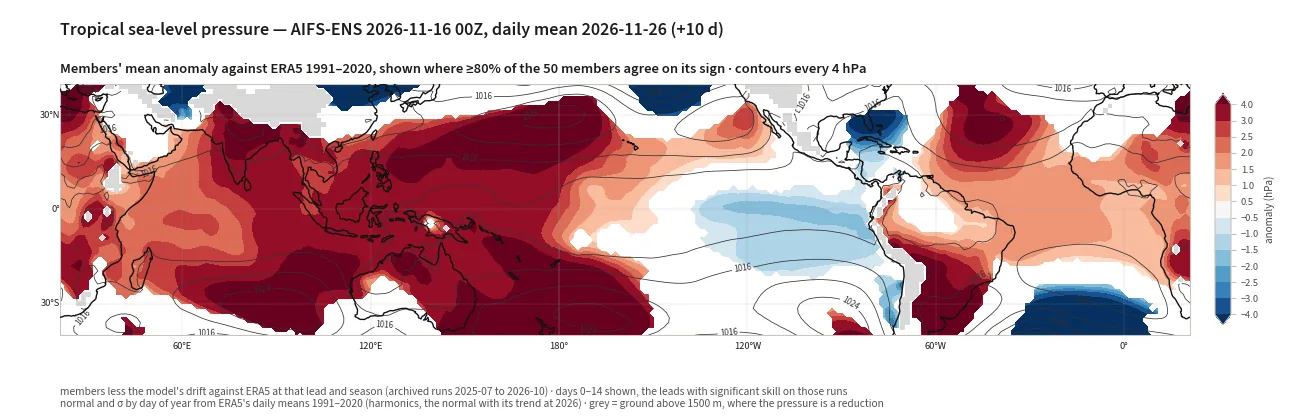 Tropical sea-level pressure — AIFS-ENS 2026-11-16 00Z, daily mean 2026-11-26 (+10 d)
Members' mean anomaly against ERA5 1991–2020, shown where ≥80% of the 50 members agree on its sign · contours every 4 hPa
30°N
0°
30°S
60°E
120°E
180°
120°W
60°W
0°
1016
1016
1016
1016
1016
1016
1016
1016
1016
1016
1024
4.0
3.0
2.5
2.0
1.5
1.0
0.5
−0.5
−1.0
−1.5
−2.0
−2.5
−3.0
−4.0
anomaly (hPa)
members less the model's drift against ERA5 at that lead and season (archived runs 2025-07 to 2026-10) · days 0–14 shown, the leads with significant skill on those runs
normal and σ by day of year from ERA5's daily means 1991–2020 (harmonics, the normal with its trend at 2026) · grey = ground above 1500 m, where the pressure is a reduction